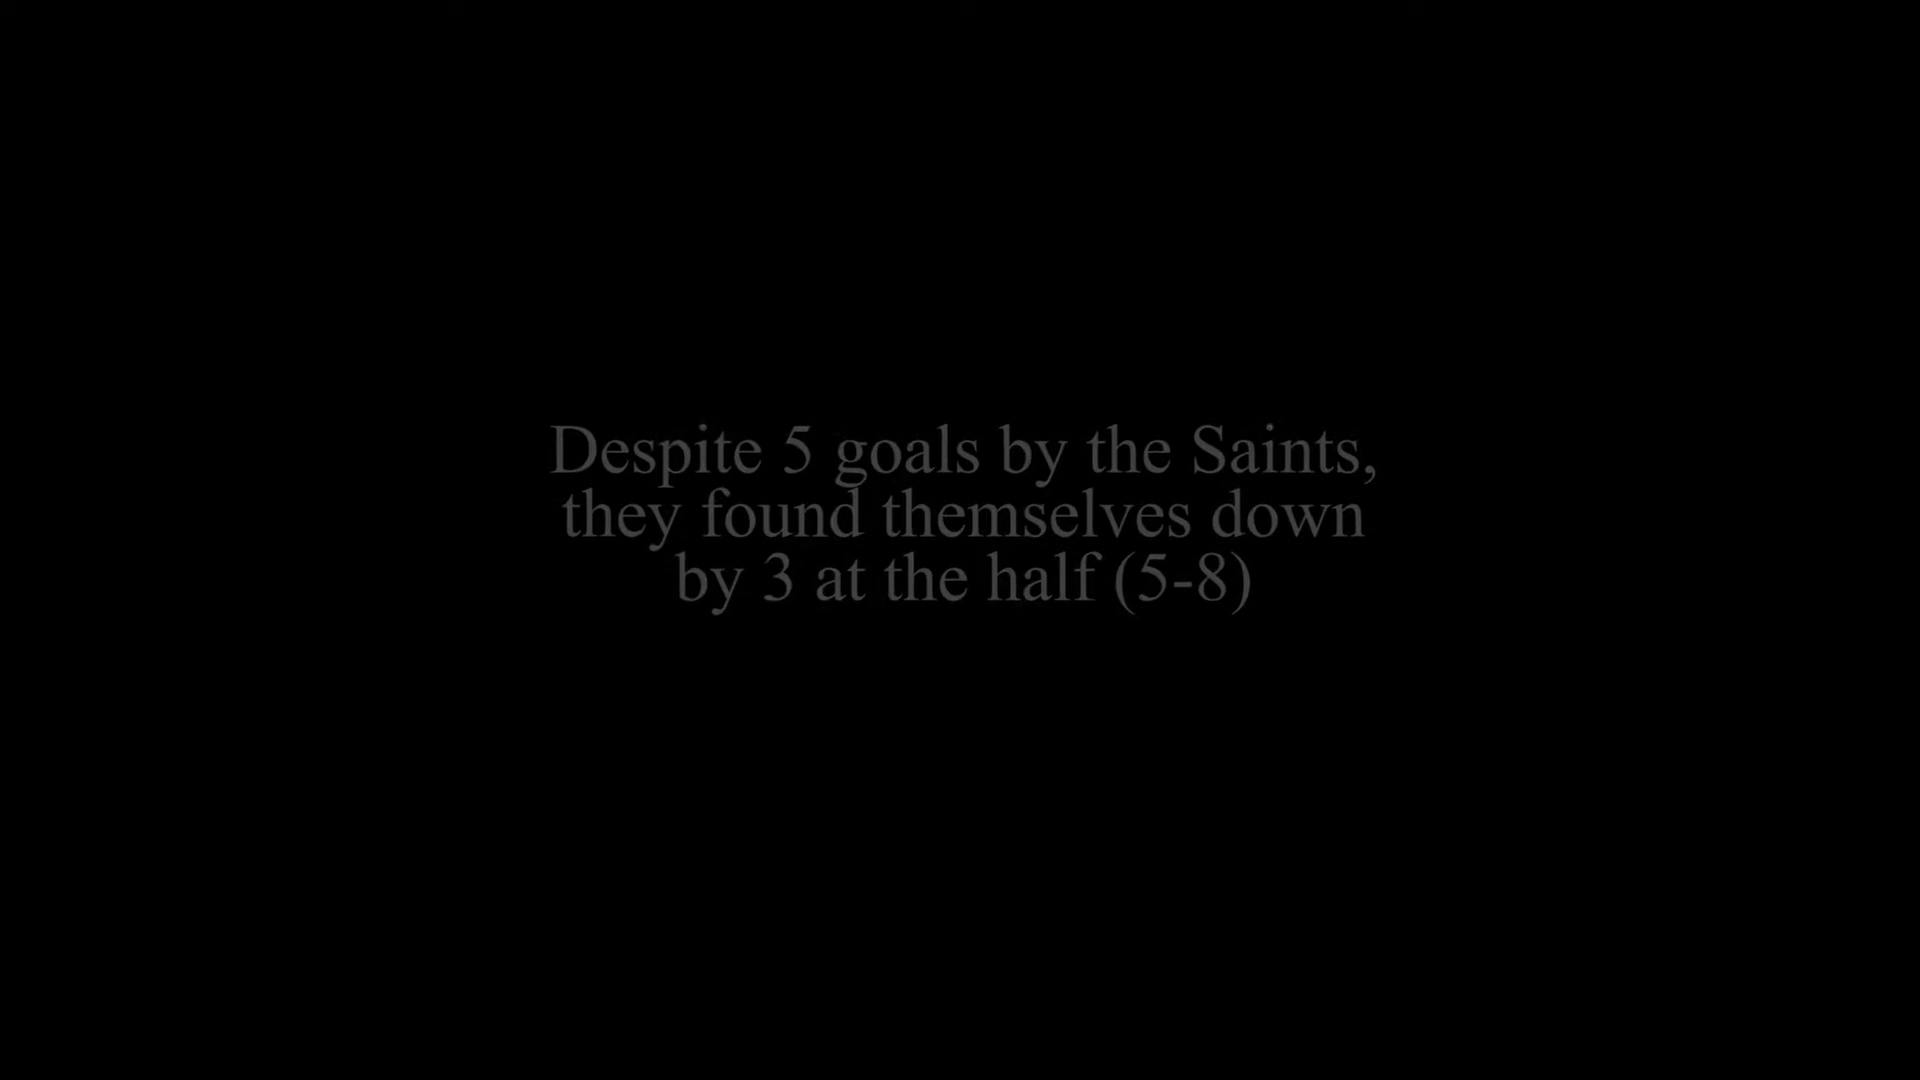 Despite 5 goals by the Saints,
they found themselves down
by 3 at the half (5-8)